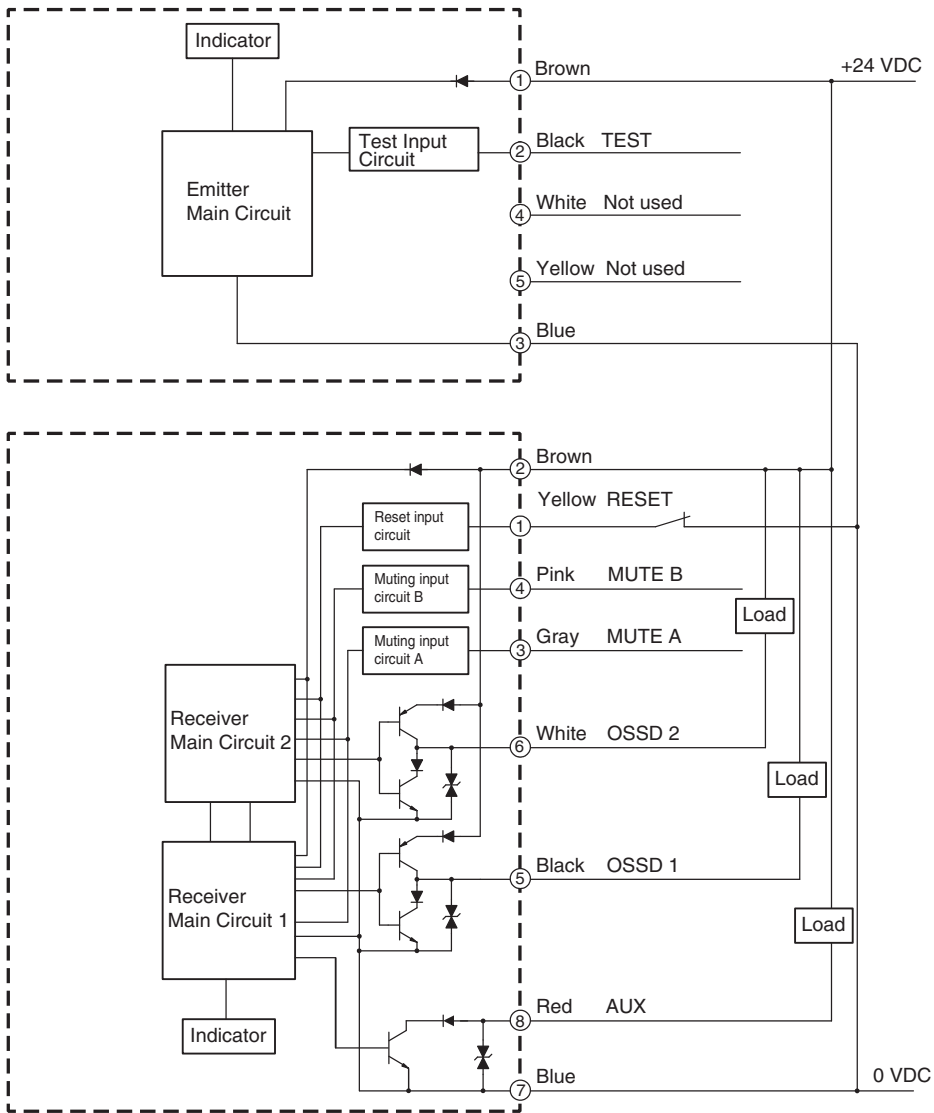 Indicator
① Brown
+24 VDC
Test Input
Circuit
② Black TEST
Emitter
Main Circuit
④ White Not used
⑤ Yellow Not used
③ Blue
② Brown
Yellow RESET
Reset input
circuit
①
Muting input
circuit B
④ Pink MUTE B
Load
Muting input
circuit A
③ Gray MUTE A
Receiver
Main Circuit 2
⑥ White OSSD 2
Load
⑤ Black OSSD 1
Receiver
Main Circuit 1
Load
⑧ Red AUX
Indicator
⑦ Blue
0 VDC